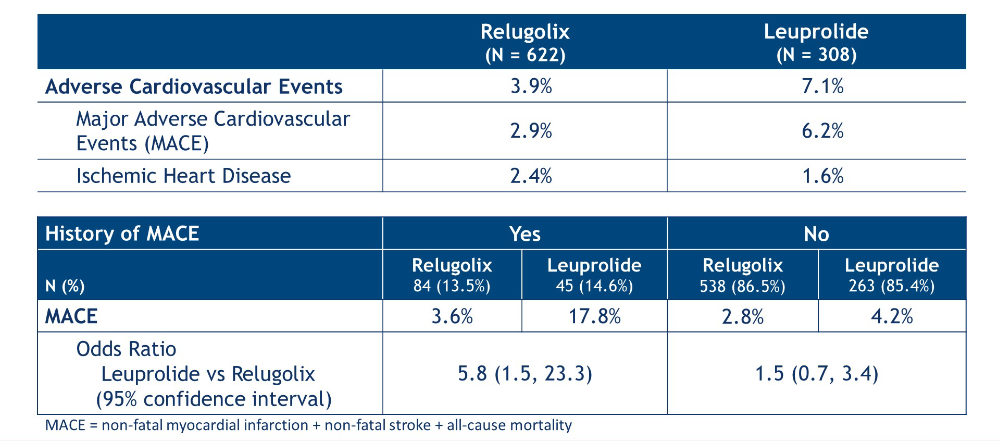 Relugolix Leuprolide
(N = 622) (N = 308)
Adverse Cardiovascular Events 3.9% 7.1%
Major Adverse Cardiovascular
Events (MACE) 2.9% 6.2%
Ischemic Heart Disease 2.4% 1.6%
History of MACE Yes No
Relugolix Leuprolide Relugolix Leuprolide
N (%) 84 (13.5%) 45 (14.6%) 538 (86.5%) 263 (85.4%)
MACE 3.6% 17.8% 2.8% 4.2%
Odds Ratio
Leuprolide vs Relugolix 5.8 (1.5, 23.3) 1.5 (0.7, 3.4)
(95% confidence interval)
MACE = non-fatal myocardial infarction + non-fatal stroke + all-cause mortality